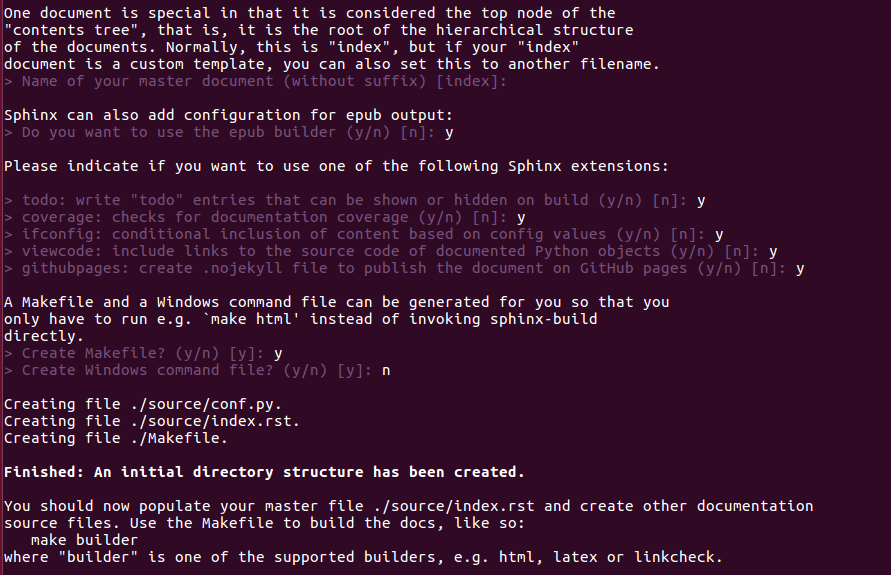 One document is special in that it is considered the top node of the
"contents tree", that is, it is the root of the hierarchical structure
of the documents. Normally, this is "index", but if your "index"
document is a custom template, you can also set this to another filename.
> Name of your master document (without suffix) [index]:
Sphinx can also add configuration for epub output:
> Do you want to use the epub builder (y/n) [n]: y
Please indicate if you want to use one of the following Sphinx extensions:
> todo: write "todo" entries that can be shown or hidden on build (y/n) [n]: y
> coverage: checks for documentation coverage (y/n) [n]: y
> ifconfig: conditional inclusion of content based on config values (y/n) [n]: y
> viewcode: include links to the source code of documented Python objects (y/n) [n]: y
> githubpages: create .nojekyll file to publish the document on GitHub pages (y/n) [n]: y
A Makefile and a Windows command file can be generated for you so that you
only have to run e.g. `make html' instead of invoking sphinx-build
directly.
> Create Makefile? (y/n) [y]: y
> Create Windows command file? (y/n) [y]: n
Creating file ./source/conf.py.
Creating file ./source/index.rst.
Creating file ./Makefile.
Finished: An initial directory structure has been created.
You should now populate your master file ./source/index.rst and create other documentation
source files. Use the Makefile to build the docs, like so:
make builder
where "builder" is one of the supported builders, e.g. html, latex or linkcheck.